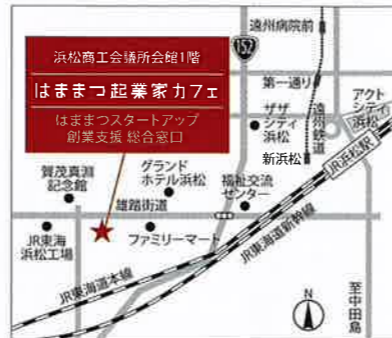 浜松商工会議所会館1階
はままつ起業家カフェ
はままつスタートアップ
創業支援 総合窓口
152
遠州病院前
第一通り
遠州鉄道
アクト
シティ
浜松
ザザ
シティ
浜松
新浜松
JR浜松駅
賀茂真淵
記念館
グランド
ホテル浜松
福祉交流
センター
雄踏街道
JR東海
浜松工場
ファミリーマート
JR東海道新幹線
JR東海道本線
至中田島
N